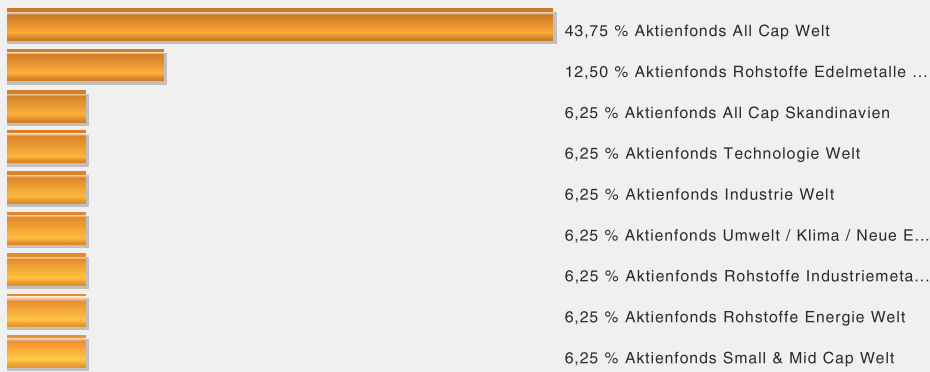 43,75 % Aktienfonds All Cap Welt
12,50 % Aktienfonds Rohstoffe Edelmetalle ...
6,25 % Aktienfonds All Cap Skandinavien
6,25 % Aktienfonds Technologie Welt
6,25 % Aktienfonds Industrie Welt
6,25 % Aktienfonds Umwelt / Klima / Neue E...
6,25 % Aktienfonds Rohstoffe Industriemeta...
6,25 % Aktienfonds Rohstoffe Energie Welt
6,25 % Aktienfonds Small & Mid Cap Welt